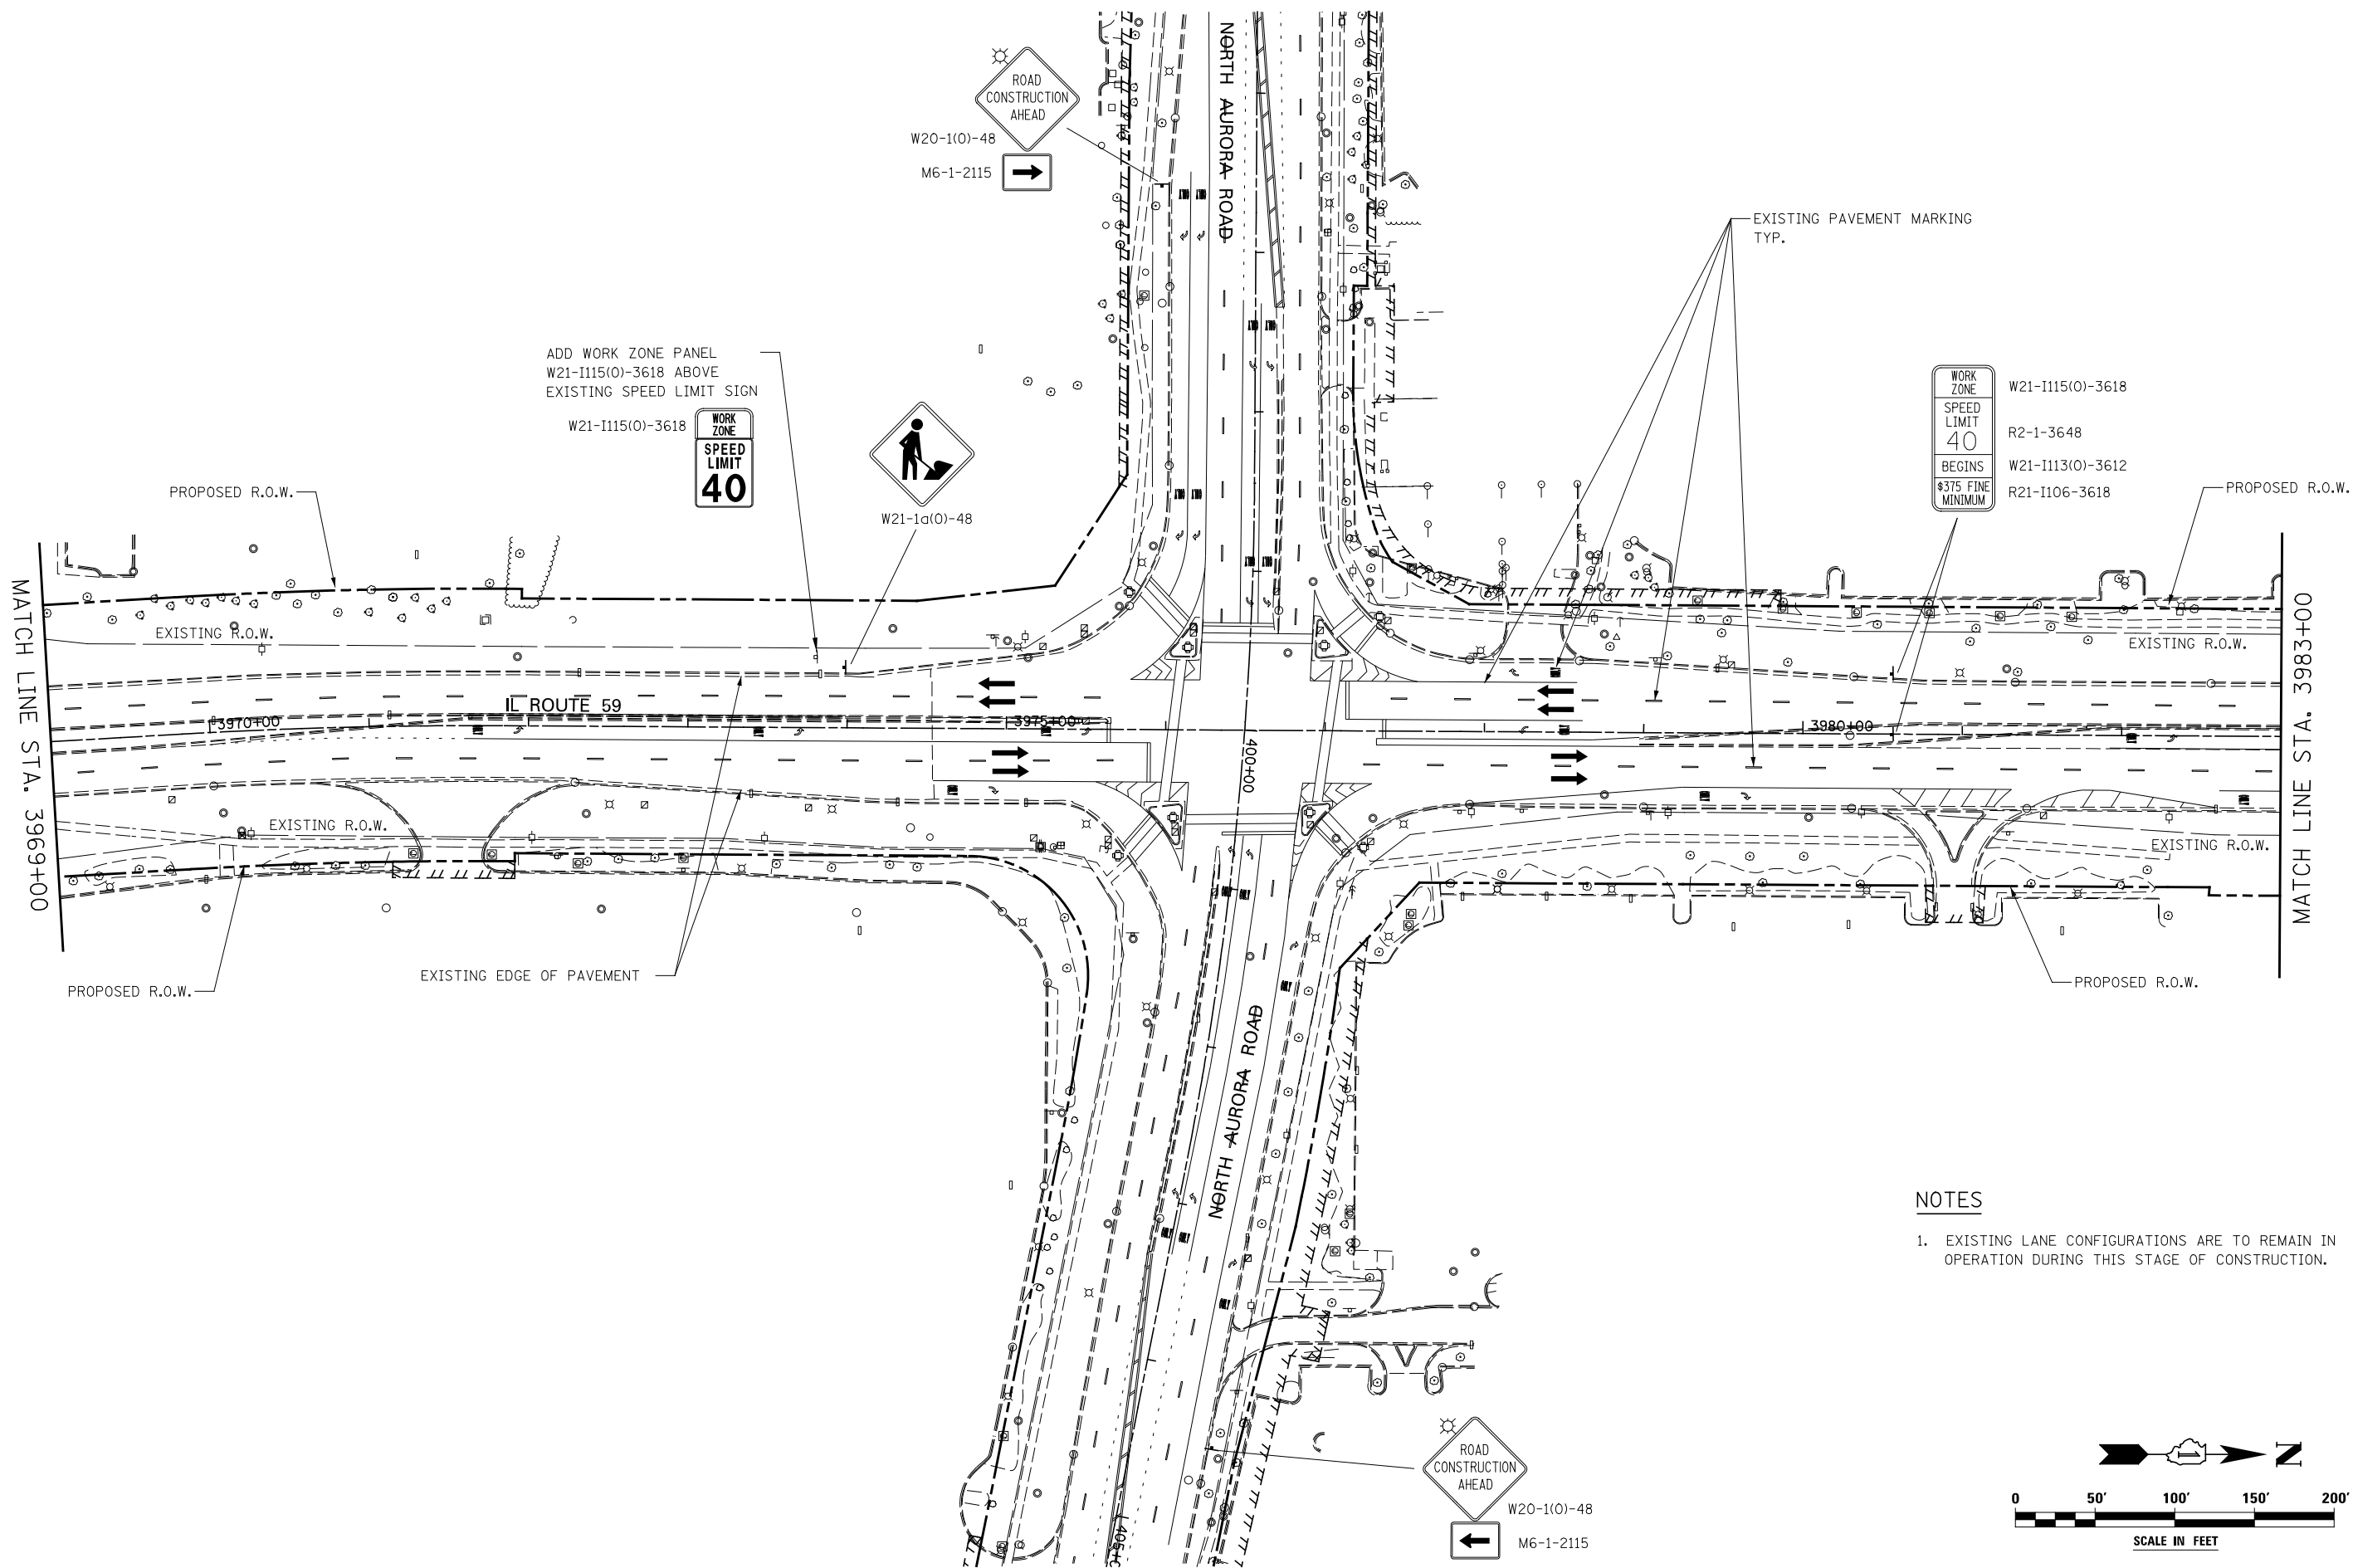 NORTH AURORA ROAD
ROAD
CONSTRUCTION
AHEAD
W20-1(O)-48
M6-1-2115
EXISTING PAVEMENT MARKING
TYP.
ADD WORK ZONE PANEL
W21-I115(O)-3618 ABOVE
EXISTING SPEED LIMIT SIGN
W21-I115(O)-3618
WORK
ZONE
SPEED
LIMIT
40
W21-1a(O)-48
WORK
ZONE
SPEED
LIMIT
40
BEGINS
$375 FINE
MINIMUM
W21-I115(O)-3618
R2-1-3648
W21-I113(O)-3612
R21-I106-3618
PROPOSED R.O.W.
PROPOSED R.O.W.
MATCH LINE STA. 3969+00
EXISTING R.O.W.
EXISTING R.O.W.
MATCH LINE STA. 3983+00
IL ROUTE 59
3970+00
3975+00
3980+00
400+00
EXISTING R.O.W.
EXISTING R.O.W.
EXISTING EDGE OF PAVEMENT
PROPOSED R.O.W.
PROPOSED R.O.W.
NORTH AURORA ROAD
NOTES
1. EXISTING LANE CONFIGURATIONS ARE TO REMAIN IN
OPERATION DURING THIS STAGE OF CONSTRUCTION.
ROAD
CONSTRUCTION
AHEAD
W20-1(O)-48
M6-1-2115
N
0 50' 100' 150' 200'
SCALE IN FEET